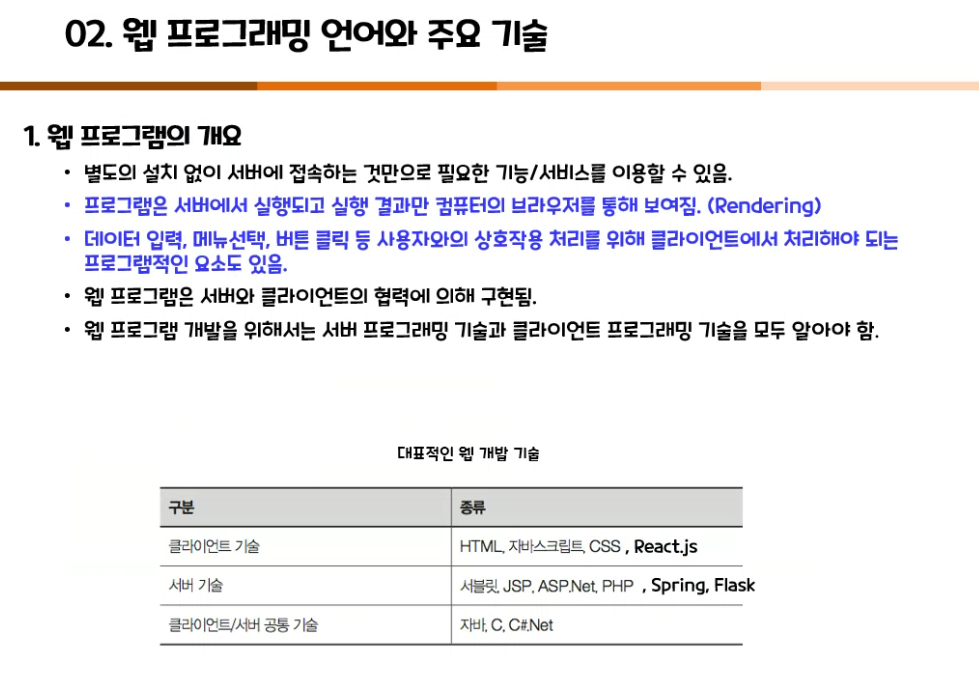 02. 웹 프로그래밍 언어와 주요 기술
1. 웹 프로그램의 개요
• 별도의 설치 없이 서버에 접속하는 것만으로 필요한 기능/서비스를 이용할 수 있음.
• 프로그램은 서버에서 실행되고 실행 결과만 컴퓨터의 브라우저를 통해 보여짐. (Rendering)
• 데이터 입력, 메뉴선택, 버튼 클릭 등 사용자와의 상호작용 처리를 위해 클라이언트에서 처리해야 되는
프로그램적인 요소도 있음.
• 웹 프로그램은 서버와 클라이언트의 협력에 의해 구현됨.
• 웹 프로그램 개발을 위해서는 서버 프로그래밍 기술과 클라이언트 프로그래밍 기술을 모두 알아야 함.
대표적인 웹 개발 기술
구분 종류
클라이언트 기술 HTML, 자바스크립트, CSS , React.js
서버 기술 서블릿, JSP, ASP.Net, PHP , Spring, Flask
클라이언트/서버 공통 기술 자바, C, C#.Net